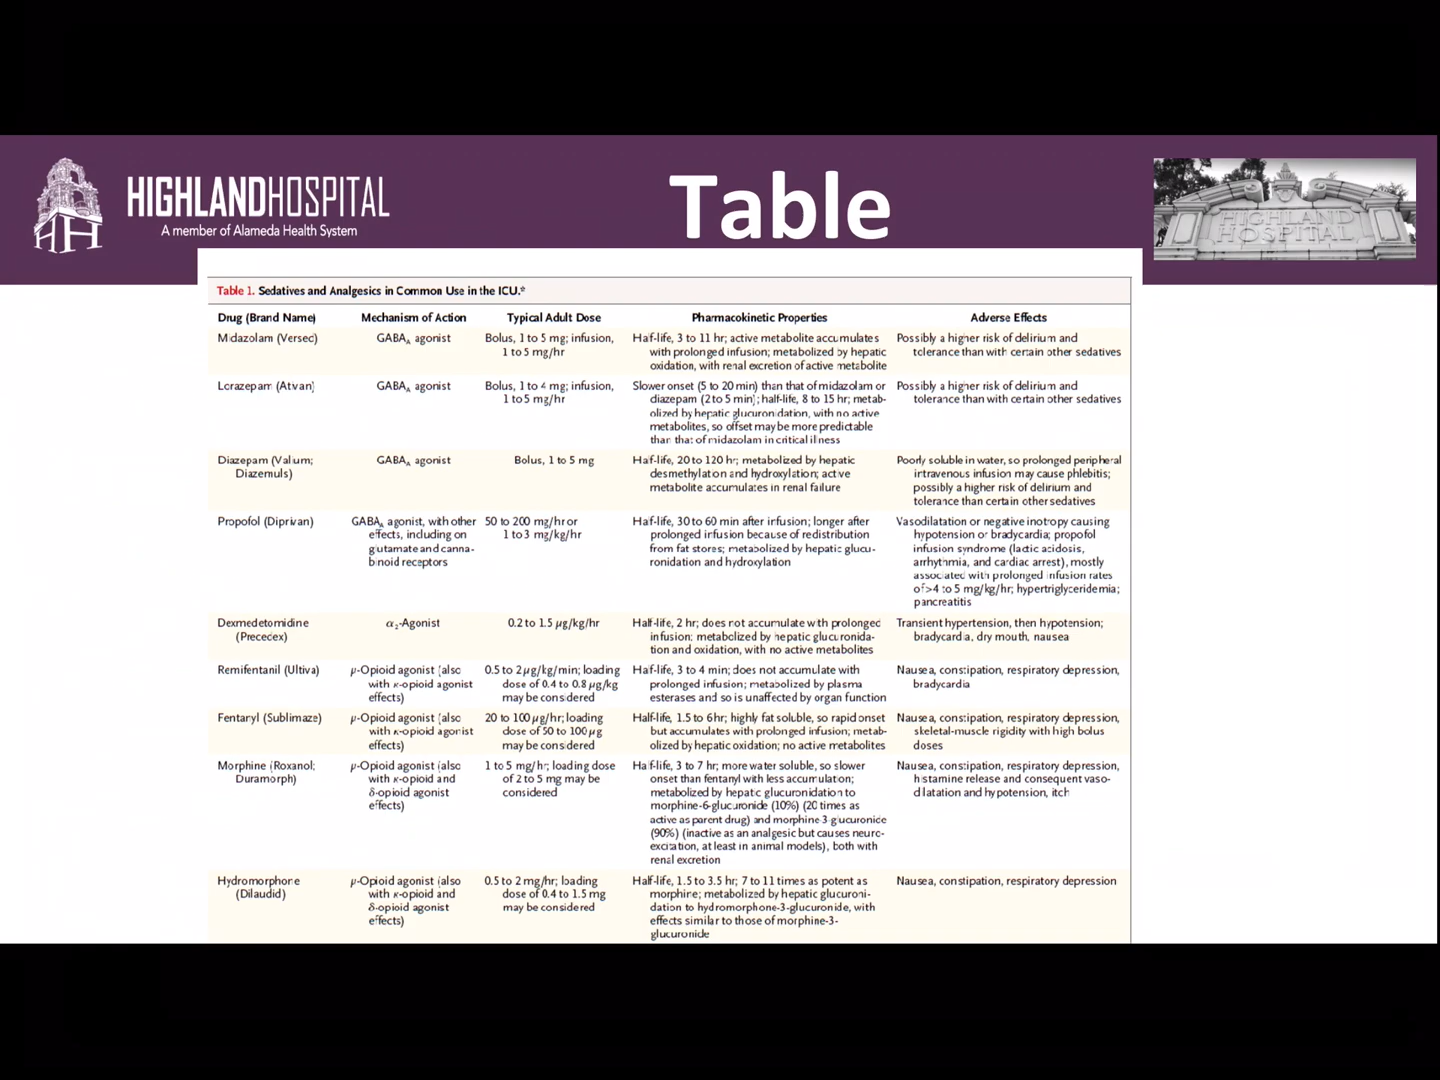 HIGHLANDHOSPITAL
A member of Alameda Health System
Table
HIGHLAND
HOSPITAL
Table 1. Sedatives and Analgesics in Common Use in the ICU.*
Drug (Brand Name) Mechanism of Action Typical Adult Dose Pharmacokinetic Properties Adverse Effects
Midazolam (Versed) GABAA agonist Bolus, 1 to 5 mg; infusion, Half-life, 3 to 11 hr; active metabolite accumulates Possibly a higher risk of delirium and
1 to 5 mg/hr with prolonged infusion; metabolized by hepatic tolerance than with certain other sedatives
oxidation, with renal excretion of active metabolite
Lorazepam (Ativan) GABAA agonist Bolus, 1 to 4 mg; infusion, Slower onset (5 to 20 min) than that of midazolam or Possibly a higher risk of delirium and
1 to 5 mg/hr diazepam (2 to 5 min); half-life, 8 to 15 hr; metab- tolerance than with certain other sedatives
olized by hepatic glucuronidation, with no active
metabolites, so offset may be more predictable
than that of midazolam in critical illness
Diazepam (Valium; GABAA agonist Bolus, 1 to 5 mg Half-life, 20 to 120 hr; metabolized by hepatic Poorly soluble in water, so prolonged peripheral
Diazemuls) desmethylation and hydroxylation; active intravenous infusion may cause phlebitis;
metabolite accumulates in renal failure possibly a higher risk of delirium and
tolerance than certain other sedatives
Propofol (Diprivan) GABAA agonist, with other 50 to 200 mg/hr or Half-life, 30 to 60 min after infusion; longer after Vasodilatation or negative inotropy causing
effects, including on 1 to 3 mg/kg/hr prolonged infusion because of redistribution hypotension or bradycardia; propofol
glutamate and canna- from fat stores; metabolized by hepatic glucu- infusion syndrome (lactic acidosis,
binoid receptors ronidation and hydroxylation arrhythmia, and cardiac arrest), mostly
associated with prolonged infusion rates
of >4 to 5 mg/kg/hr; hypertriglyceridemia;
pancreatitis
Dexmedetomidine α2-Agonist 0.2 to 1.5 μg/kg/hr Half-life, 2 hr; does not accumulate with prolonged Transient hypertension, then hypotension;
(Precedex) infusion; metabolized by hepatic glucuronida- bradycardia, dry mouth, nausea
tion and oxidation, with no active metabolites
Remifentanil (Ultiva) μ-Opioid agonist (also 0.5 to 2 μg/kg/min; loading Half-life, 3 to 4 min; does not accumulate with Nausea, constipation, respiratory depression,
with κ-opioid agonist dose of 0.4 to 0.8 μg/kg prolonged infusion; metabolized by plasma bradycardia
effects) may be considered esterases and so is unaffected by organ function
Fentanyl (Sublimaze) μ-Opioid agonist (also 20 to 100 μg/hr; loading Half-life, 1.5 to 6 hr; highly fat soluble, so rapid onset Nausea, constipation, respiratory depression,
with κ-opioid agonist dose of 50 to 100 μg but accumulates with prolonged infusion; metab- skeletal-muscle rigidity with high bolus
effects) may be considered olized by hepatic oxidation; no active metabolites doses
Morphine (Roxanol; μ-Opioid agonist (also 1 to 5 mg/hr; loading dose Half-life, 3 to 7 hr; more water soluble, so slower Nausea, constipation, respiratory depression,
Duramorph) with κ-opioid and of 2 to 5 mg may be onset than fentanyl with less accumulation; histamine release and consequent vaso-
δ-opioid agonist considered metabolized by hepatic glucuronidation to dilatation and hypotension, itch
effects) morphine-6-glucuronide (10%) (20 times as
active as parent drug) and morphine-3-glucuronide
(90%) (inactive as an analgesic but causes neuro-
excitation, at least in animal models), both with
renal excretion
Hydromorphone μ-Opioid agonist (also 0.5 to 2 mg/hr; loading Half-life, 1.5 to 3.5 hr; 7 to 11 times as potent as Nausea, constipation, respiratory depression
(Dilaudid) with κ-opioid and dose of 0.4 to 1.5 mg morphine; metabolized by hepatic glucuroni-
δ-opioid agonist may be considered dation to hydromorphone-3-glucuronide, with
effects) effects similar to those of morphine-3-
glucuronide